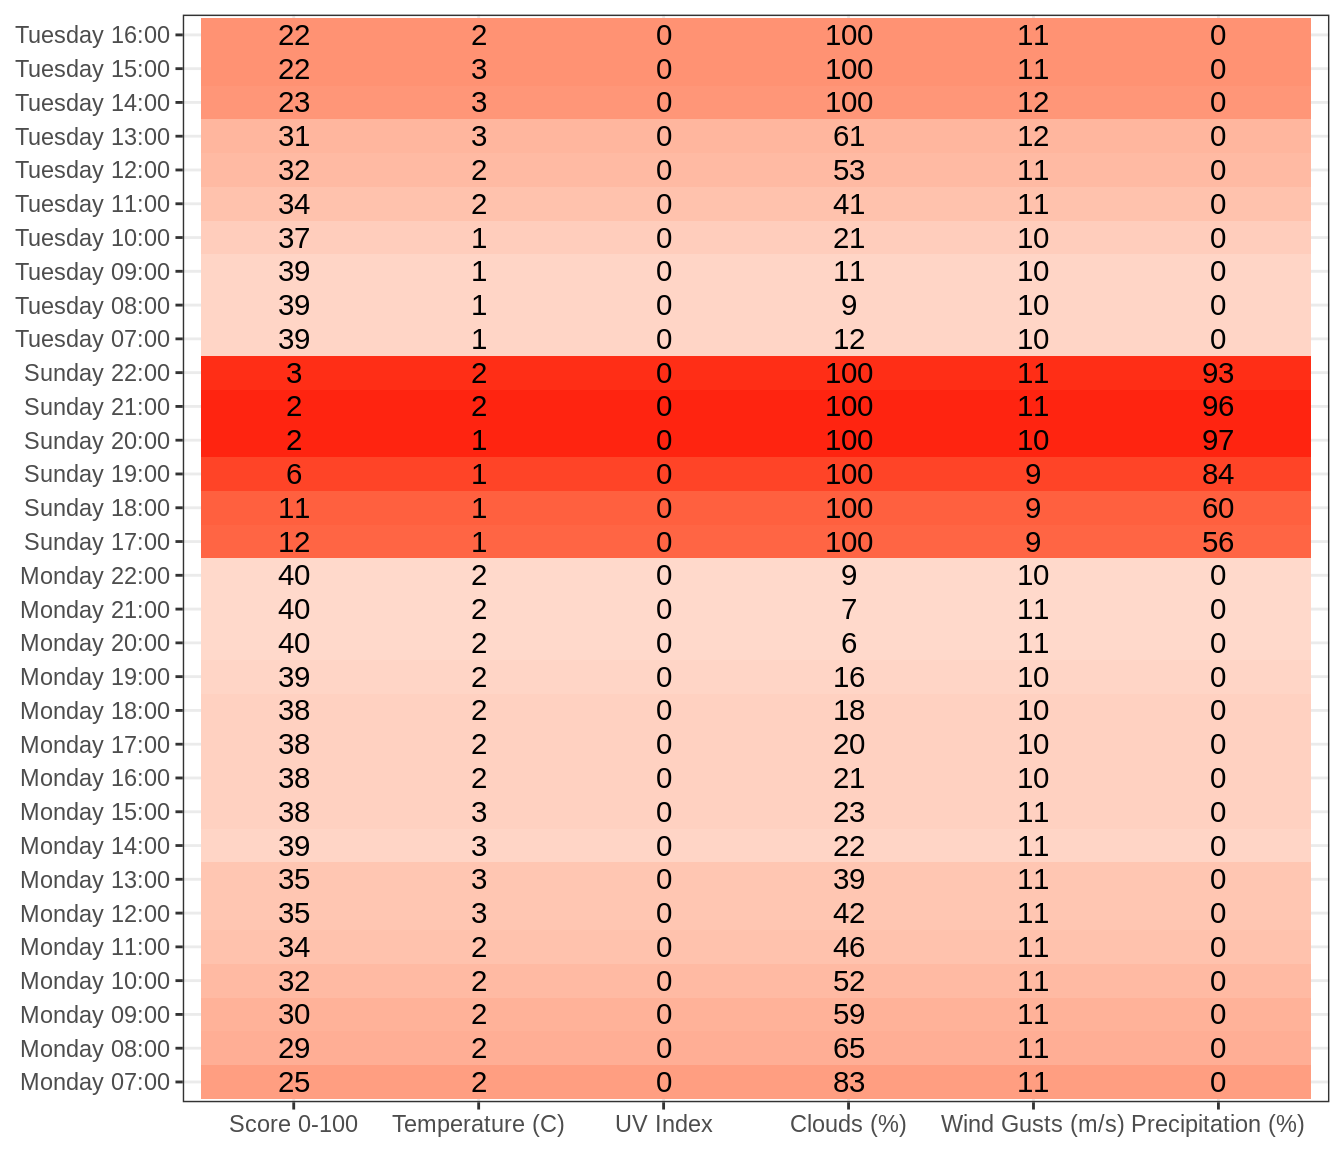 Tuesday 16:00 22 2 0 100 11 0
Tuesday 15:00 22 3 0 100 11 0
Tuesday 14:00 23 3 0 100 12 0
Tuesday 13:00 31 3 0 61 12 0
Tuesday 12:00 32 2 0 53 11 0
Tuesday 11:00 34 2 0 41 11 0
Tuesday 10:00 37 1 0 21 10 0
Tuesday 09:00 39 1 0 11 10 0
Tuesday 08:00 39 1 0 9 10 0
Tuesday 07:00 39 1 0 12 10 0
Sunday 22:00 3 2 0 100 11 93
Sunday 21:00 2 2 0 100 11 96
Sunday 20:00 2 1 0 100 10 97
Sunday 19:00 6 1 0 100 9 84
Sunday 18:00 11 1 0 100 9 60
Sunday 17:00 12 1 0 100 9 56
Monday 22:00 40 2 0 9 10 0
Monday 21:00 40 2 0 7 11 0
Monday 20:00 40 2 0 6 11 0
Monday 19:00 39 2 0 16 10 0
Monday 18:00 38 2 0 18 10 0
Monday 17:00 38 2 0 20 10 0
Monday 16:00 38 2 0 21 10 0
Monday 15:00 38 3 0 23 11 0
Monday 14:00 39 3 0 22 11 0
Monday 13:00 35 3 0 39 11 0
Monday 12:00 35 3 0 42 11 0
Monday 11:00 34 2 0 46 11 0
Monday 10:00 32 2 0 52 11 0
Monday 09:00 30 2 0 59 11 0
Monday 08:00 29 2 0 65 11 0
Monday 07:00 25 2 0 83 11 0
Score 0-100 Temperature (C) UV Index Clouds (%) Wind Gusts (m/s) Precipitation (%)